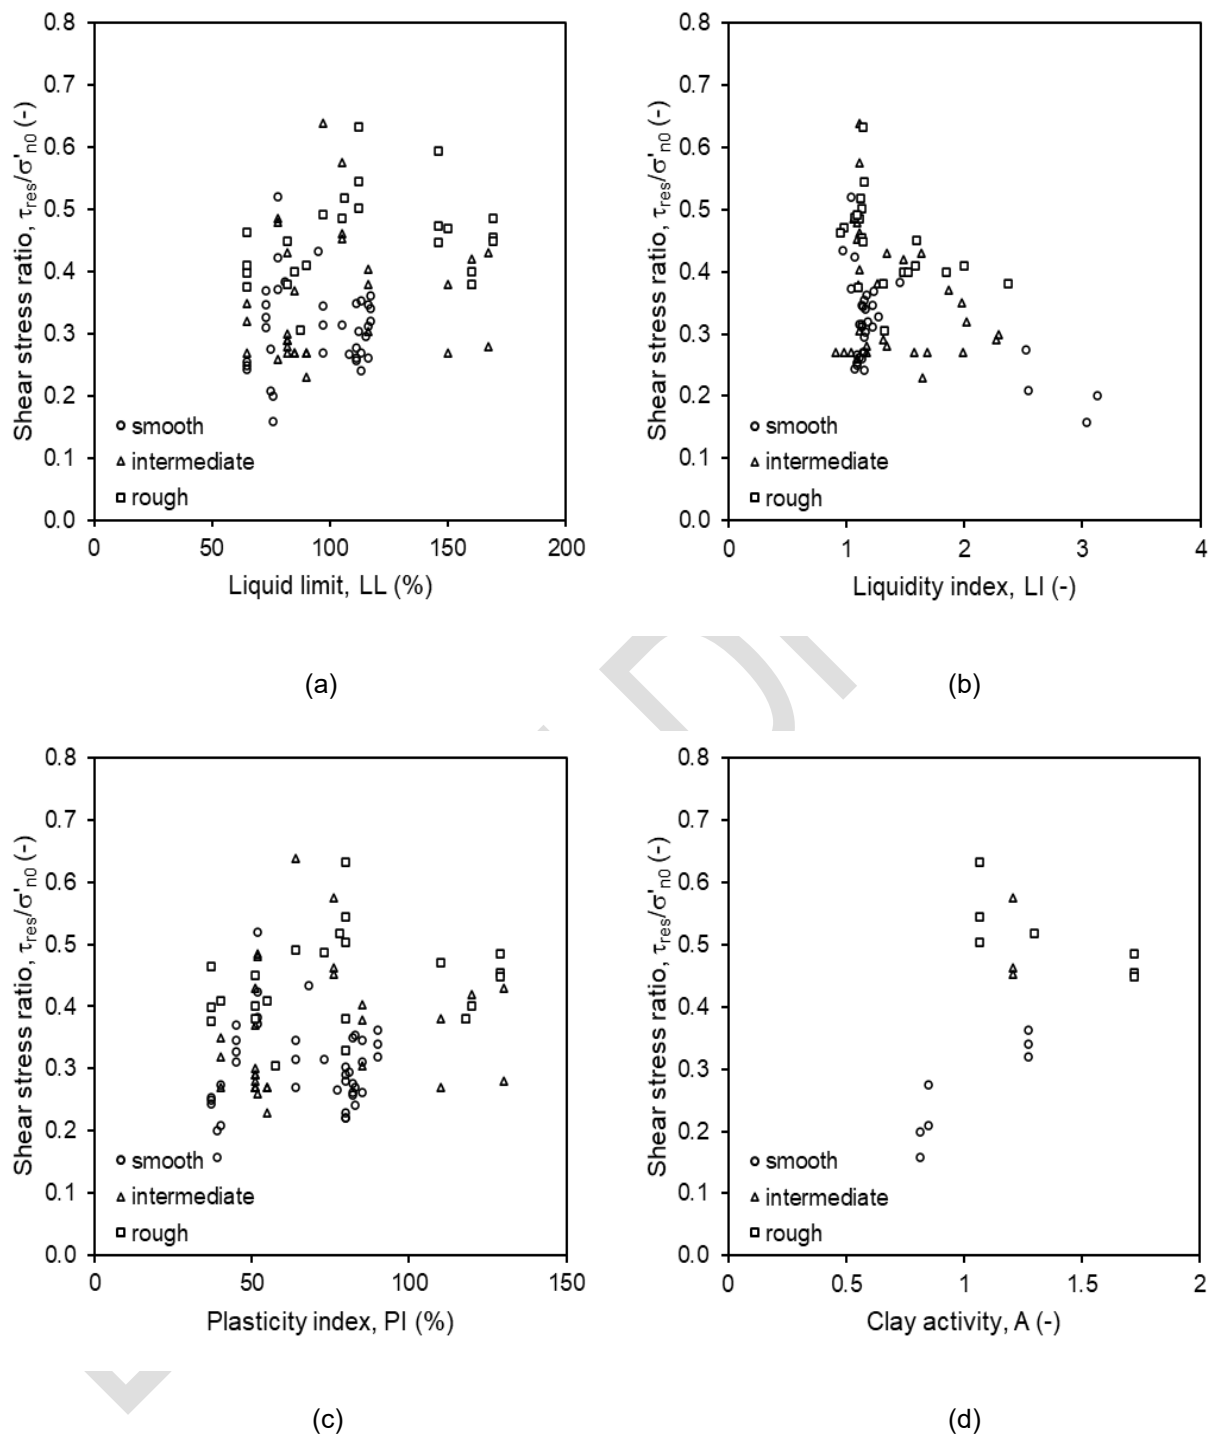 0.8
0.7
0.6
0.5
0.4
0.3
0.2
0.1
0.0
Shear stress ratio, τres/σ'n0 (-)
smooth
intermediate
rough
0 50 100 150 200
Liquid limit, LL (%)
(a)
0.8
0.7
0.6
0.5
0.4
0.3
0.2
0.1
0.0
Shear stress ratio, τres/σ'n0 (-)
smooth
intermediate
rough
0 1 2 3 4
Liquidity index, LI (-)
(b)
0.8
0.7
0.6
0.5
0.4
0.3
0.2
0.1
0.0
Shear stress ratio, τres/σ'n0 (-)
smooth
intermediate
rough
0 50 100 150
Plasticity index, PI (%)
(c)
0.8
0.7
0.6
0.5
0.4
0.3
0.2
0.1
0.0
Shear stress ratio, τres/σ'n0 (-)
smooth
intermediate
rough
0 0.5 1 1.5 2
Clay activity, A (-)
(d)